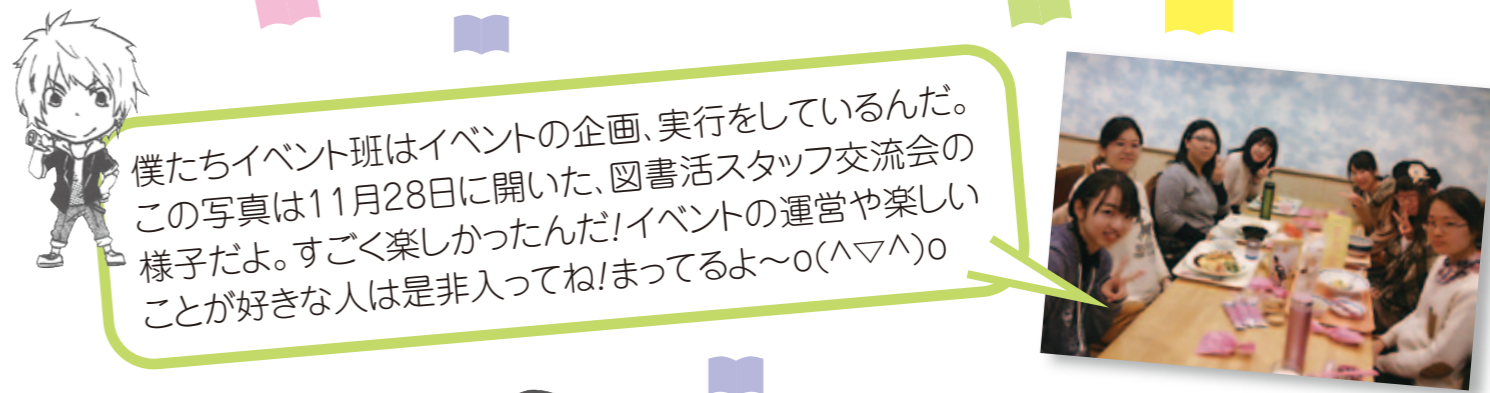 僕たちイベント班はイベントの企画、実行をしているんだ。
この写真は11月28日に開いた、図書活スタッフ交流会の
様子だよ。すごく楽しかったんだ!イベントの運営や楽しい
ことが好きな人は是非入ってね!まってるよ～o(^▽^)o